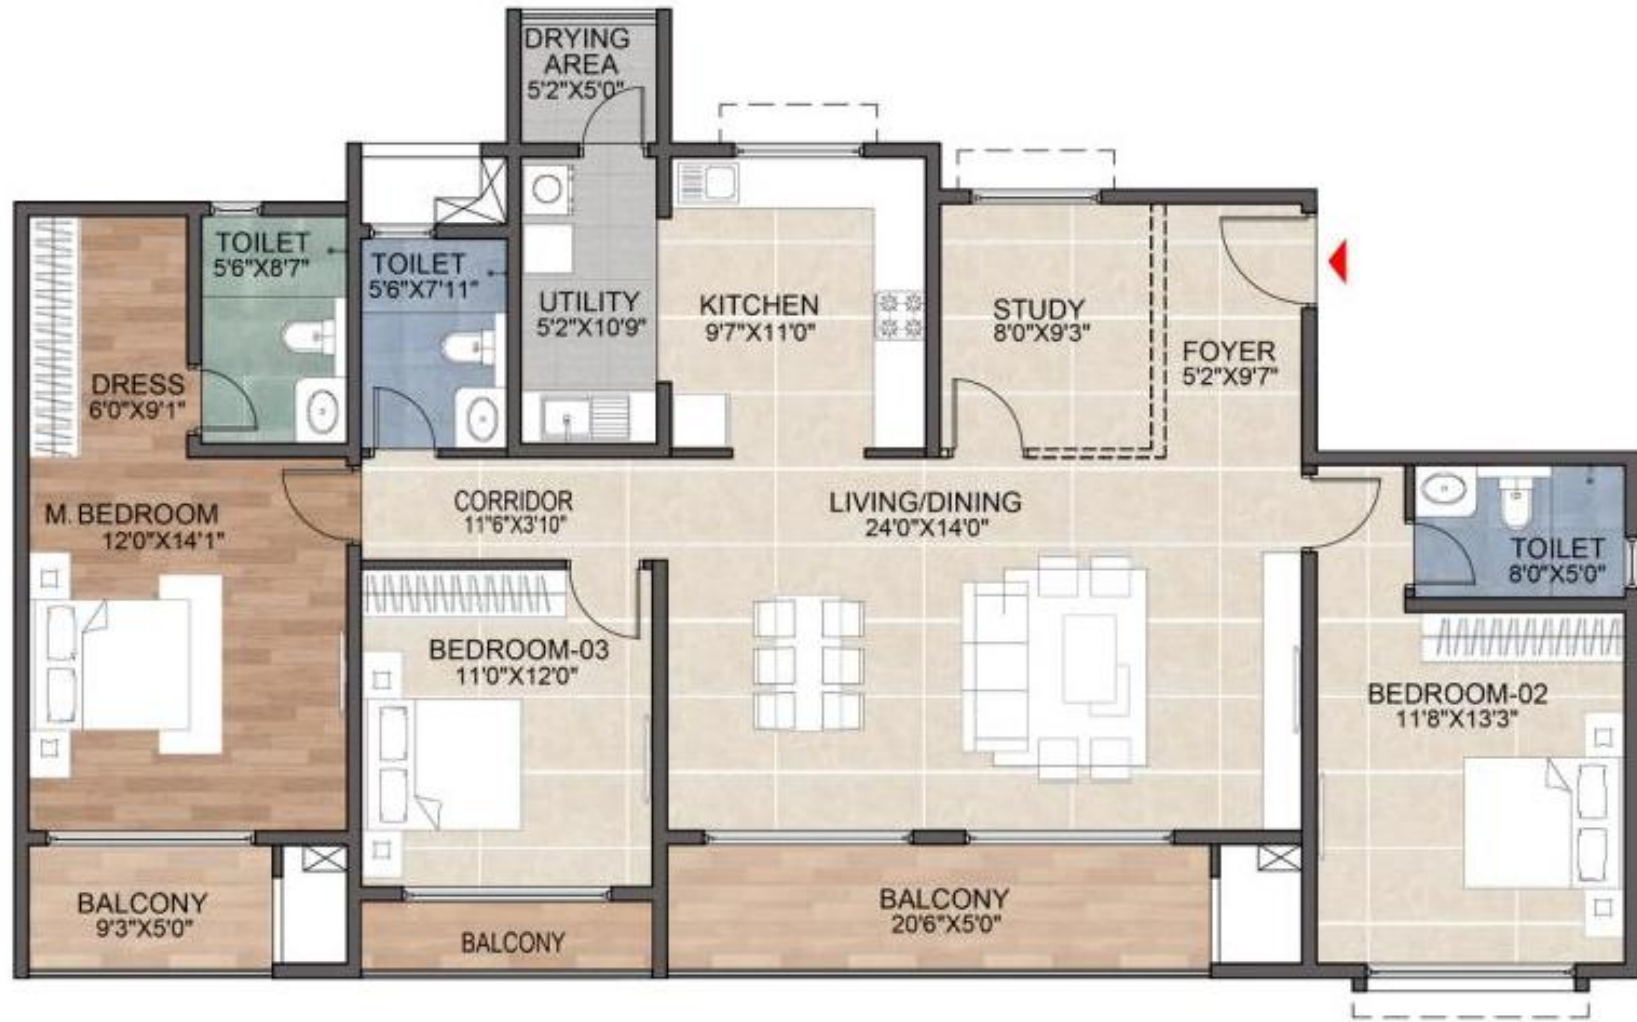 DRYING
AREA
5'2"X5'0"
TOILET
5'6"X8'7"
TOILET
5'6"X7'11"
UTILITY
5'2"X10'9"
KITCHEN
9'7"X11'0"
STUDY
8'0"X9'3"
FOYER
5'2"X9'7"
DRESS
6'0"X9'1"
M. BEDROOM
12'0"X14'1"
CORRIDOR
11'6"X3'10"
LIVING/DINING
24'0"X14'0"
TOILET
8'0"X5'0"
BEDROOM-03
11'0"X12'0"
BEDROOM-02
11'8"X13'3"
BALCONY
9'3"X5'0"
BALCONY
BALCONY
20'6"X5'0"